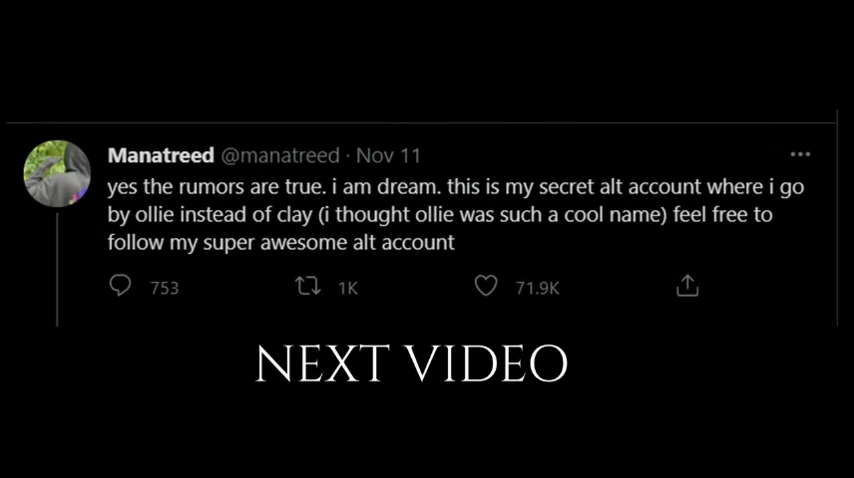 Manatreed @manatreed · Nov 11 ...
yes the rumors are true. i am dream. this is my secret alt account where i go
by ollie instead of clay (i thought ollie was such a cool name) feel free to
follow my super awesome alt account
753 1K 71.9K
NEXT VIDEO